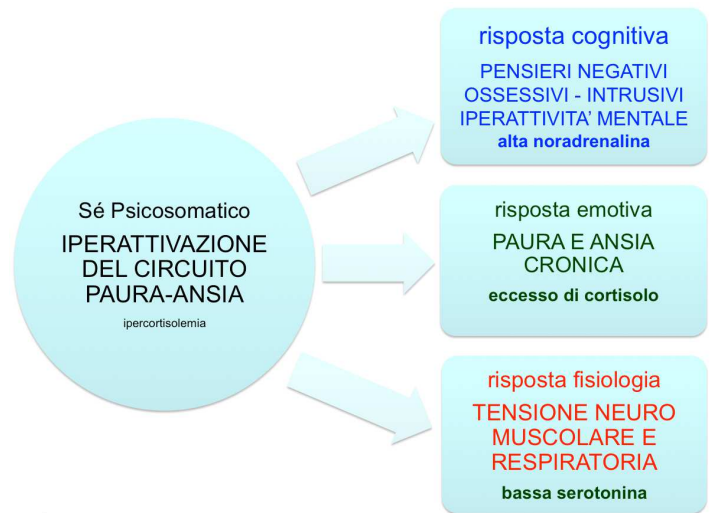 Sé Psicosomatico
IPERATTIVAZIONE
DEL CIRCUITO
PAURA-ANSIA
ipercortisolemia
risposta cognitiva
PENSIERI NEGATIVI
OSSESSIVI - INTRUSIVI
IPERATTIVITA’ MENTALE
alta noradrenalina
risposta emotiva
PAURA E ANSIA
CRONICA
eccesso di cortisolo
risposta fisiologia
TENSIONE NEURO
MUSCOLARE E
RESPIRATORIA
bassa serotonina